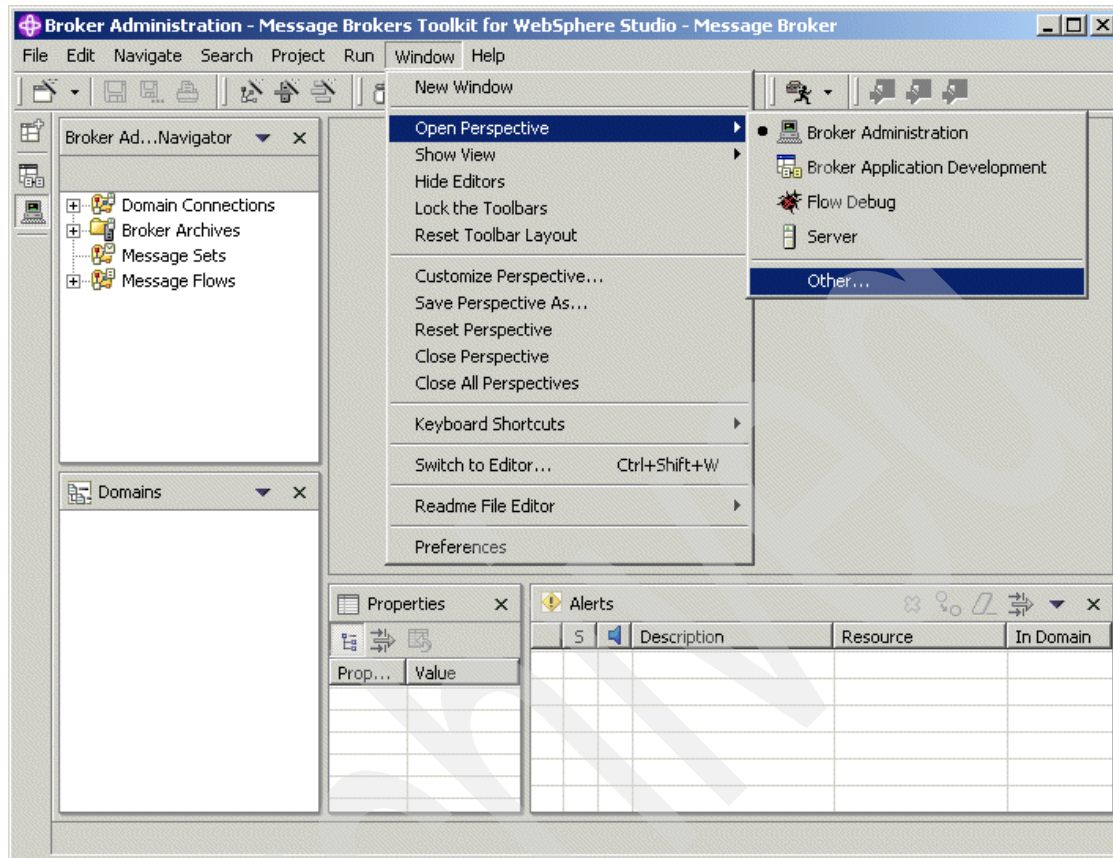 Broker Administration - Message Brokers Toolkit for WebSphere Studio - Message Broker
File Edit Navigate Search Project Run Window Help
New Window
Open Perspective
Show View
Hide Editors
Lock the Toolbars
Reset Toolbar Layout
Customize Perspective...
Save Perspective As...
Reset Perspective
Close Perspective
Close All Perspectives
Keyboard Shortcuts
Switch to Editor... Ctrl+Shift+W
Readme File Editor
Preferences
Broker Administration
Broker Application Development
Flow Debug
Server
Other...
Broker Ad...Navigator
Domain Connections
Broker Archives
Message Sets
Message Flows
Domains
Properties
Prop... Value
Alerts
S Description Resource In Domain